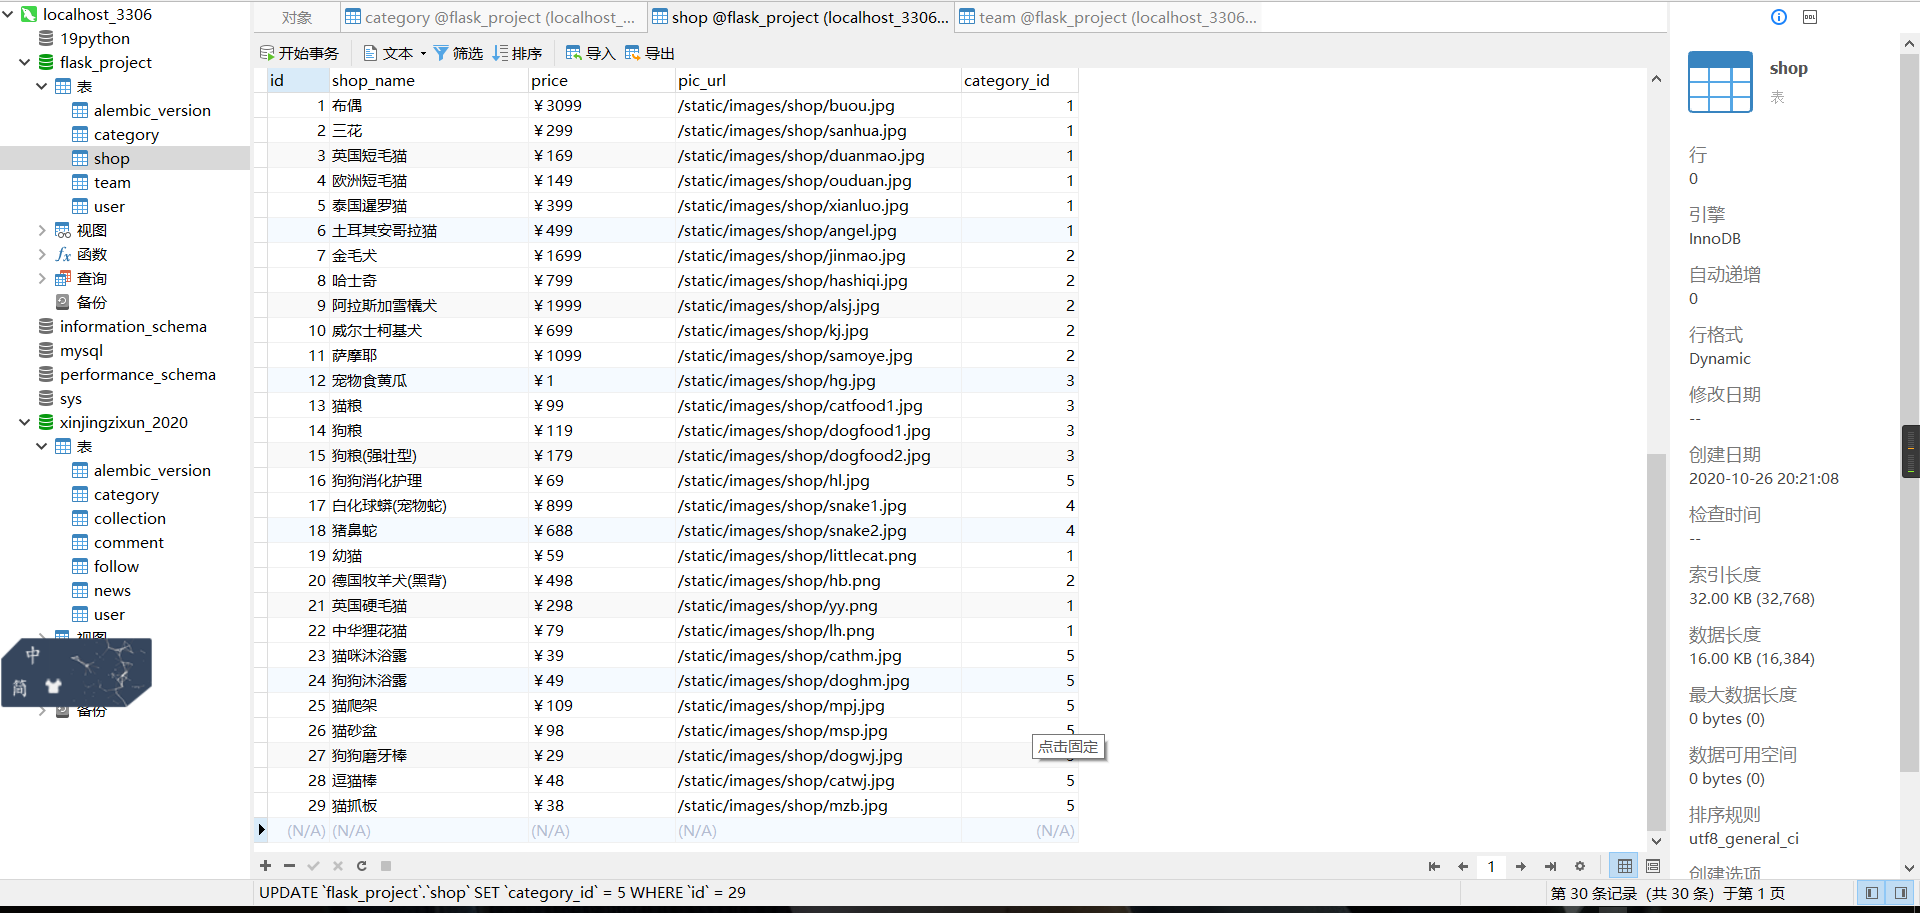 localhost_3306
19python
flask_project
表
alembic_version
category
shop
team
user
视图
函数
查询
备份
information_schema
mysql
performance_schema
sys
xinjingzixun_2020
表
alembic_version
category
collection
comment
follow
news
user
视图
中
简
备份
对象 category @flask_project (localhost_... shop @flask_project (localhost_3306... team @flask_project (localhost_3306...
开始事务 文本 筛选 排序 导入 导出
id shop_name price pic_url category_id
1 布偶 ¥3099 /static/images/shop/buou.jpg 1
2 三花 ¥299 /static/images/shop/sanhua.jpg 1
3 英国短毛猫 ¥169 /static/images/shop/duanmao.jpg 1
4 欧洲短毛猫 ¥149 /static/images/shop/ouduan.jpg 1
5 泰国暹罗猫 ¥399 /static/images/shop/xianluo.jpg 1
6 土耳其安哥拉猫 ¥499 /static/images/shop/angel.jpg 1
7 金毛犬 ¥1699 /static/images/shop/jinmao.jpg 2
8 哈士奇 ¥799 /static/images/shop/hashiqi.jpg 2
9 阿拉斯加雪橇犬 ¥1999 /static/images/shop/alsj.jpg 2
10 威尔士柯基犬 ¥699 /static/images/shop/kj.jpg 2
11 萨摩耶 ¥1099 /static/images/shop/samoye.jpg 2
12 宠物食黄瓜 ¥1 /static/images/shop/hg.jpg 3
13 猫粮 ¥99 /static/images/shop/catfood1.jpg 3
14 狗粮 ¥119 /static/images/shop/dogfood1.jpg 3
15 狗粮(强壮型) ¥179 /static/images/shop/dogfood2.jpg 3
16 狗狗消化护理 ¥69 /static/images/shop/hl.jpg 5
17 白化球蟒(宠物蛇) ¥899 /static/images/shop/snake1.jpg 4
18 猪鼻蛇 ¥688 /static/images/shop/snake2.jpg 4
19 幼猫 ¥59 /static/images/shop/littlecat.png 1
20 德国牧羊犬(黑背) ¥498 /static/images/shop/hb.png 2
21 英国硬毛猫 ¥298 /static/images/shop/yy.png 1
22 中华狸花猫 ¥79 /static/images/shop/lh.png 1
23 猫咪沐浴露 ¥39 /static/images/shop/cathm.jpg 5
24 狗狗沐浴露 ¥49 /static/images/shop/doghm.jpg 5
25 猫爬架 ¥109 /static/images/shop/mpj.jpg 5
26 猫砂盆 ¥98 /static/images/shop/msp.jpg 5
点击固定
27 狗狗磨牙棒 ¥29 /static/images/shop/dogwj.jpg
28 逗猫棒 ¥48 /static/images/shop/catwj.jpg 5
29 猫抓板 ¥38 /static/images/shop/mzb.jpg 5
(N/A) (N/A) (N/A) (N/A) (N/A)
1
UPDATE `flask_project`.`shop` SET `category_id` = 5 WHERE `id` = 29
第 30 条记录 (共 30 条) 于第 1 页
DDL
shop
表
行
0
引擎
InnoDB
自动递增
0
行格式
Dynamic
修改日期
--
创建日期
2020-10-26 20:21:08
检查时间
--
索引长度
32.00 KB (32,768)
数据长度
16.00 KB (16,384)
最大数据长度
0 bytes (0)
数据可用空间
0 bytes (0)
排序规则
utf8_general_ci
创建选项